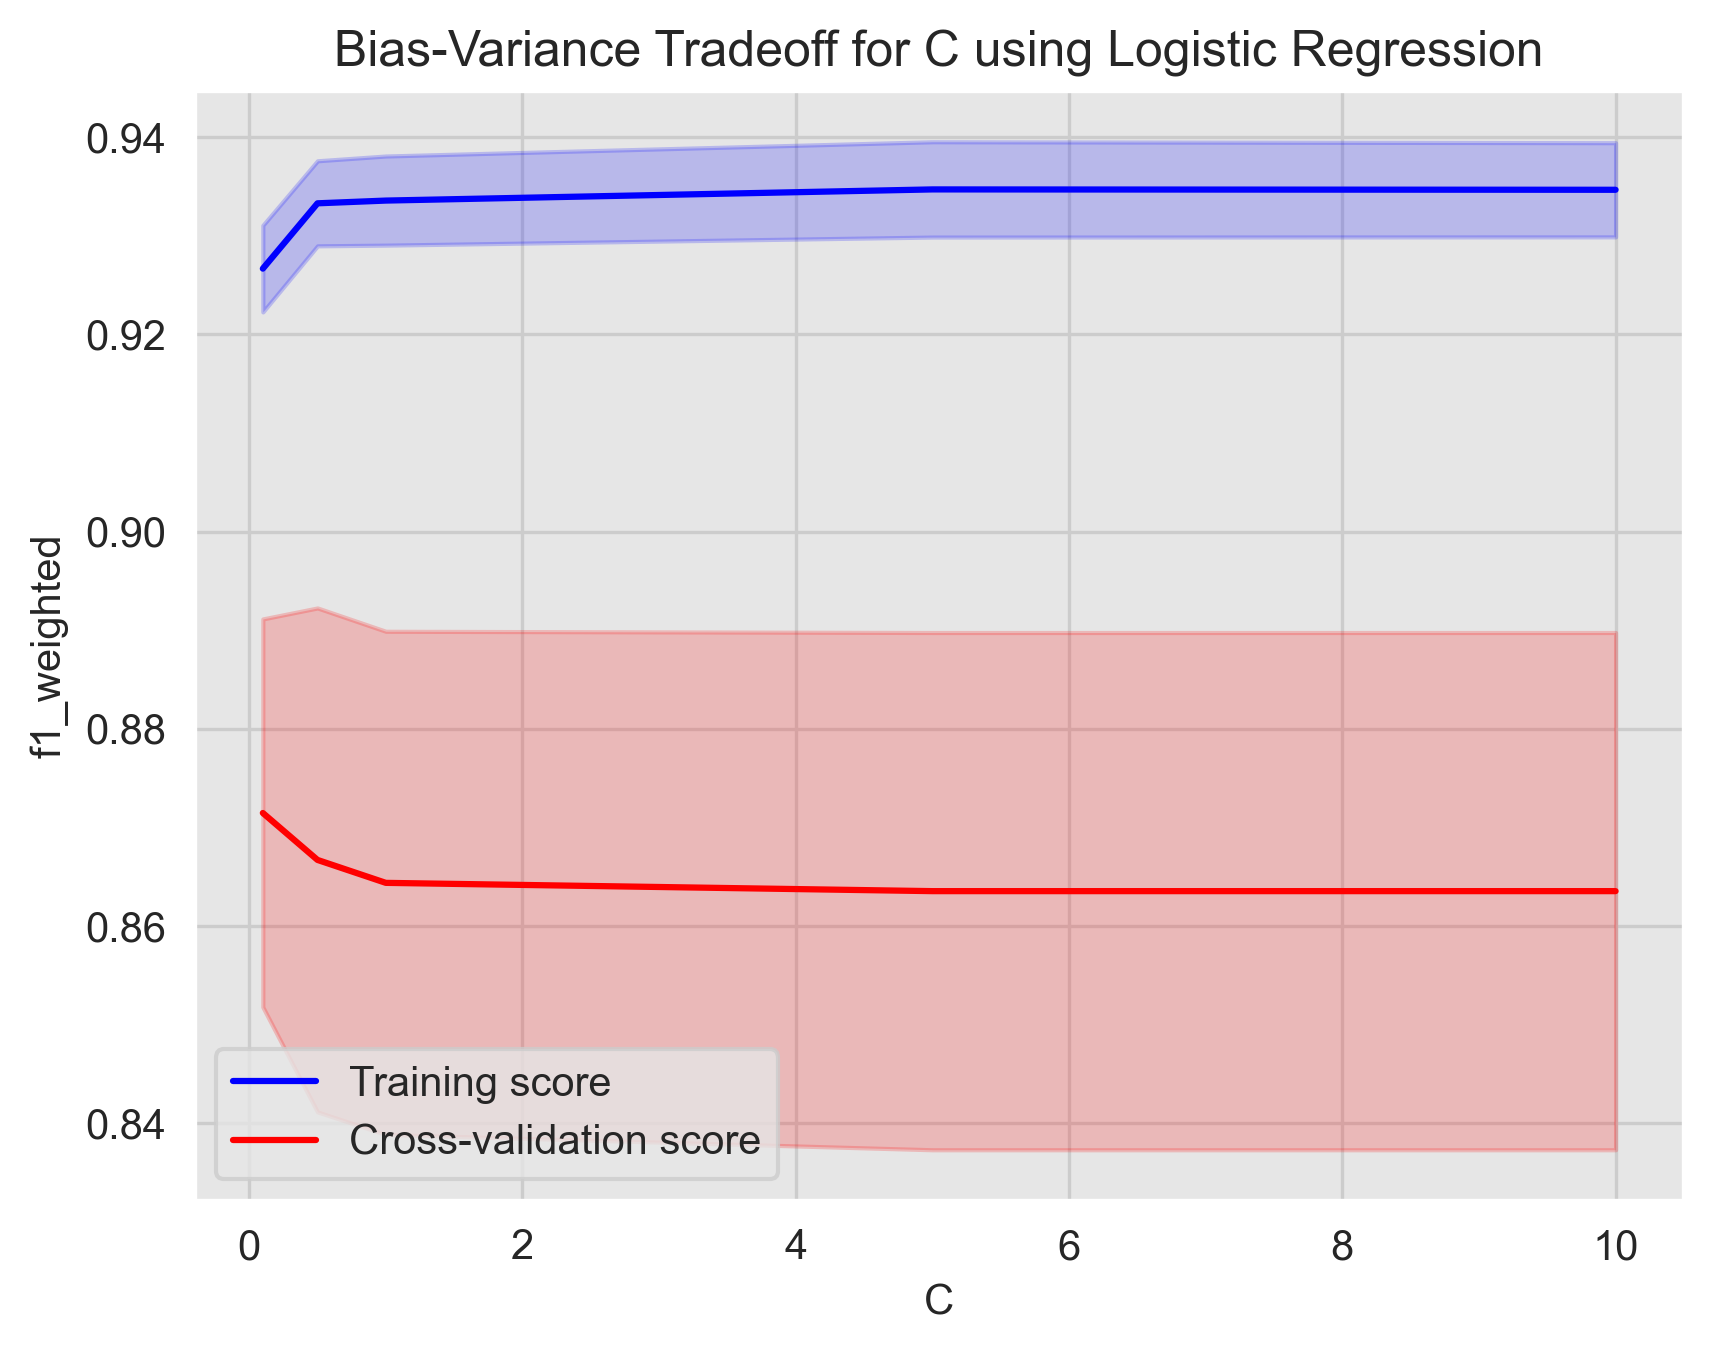 Bias-Variance Tradeoff for C using Logistic Regression
0.94
0.92
0.90
0.88
0.86
0.84
f1_weighted
Training score
Cross-validation score
0 2 4 6 8 10
C